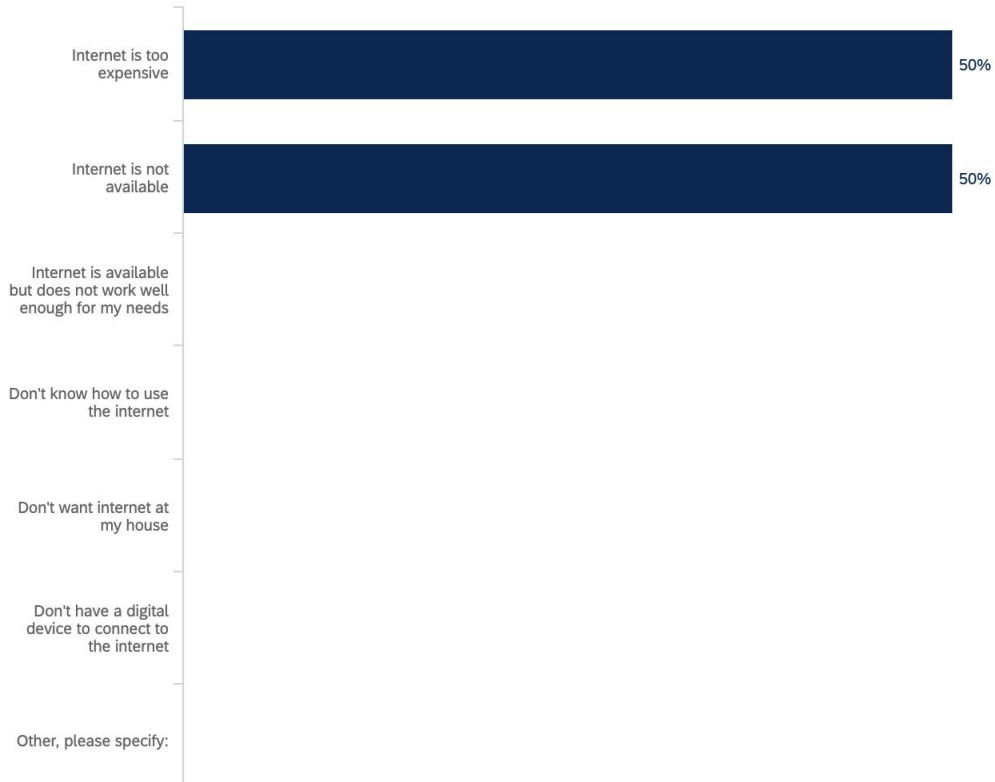 Internet is too
expensive
50%
Internet is not
available
50%
Internet is available
but does not work well
enough for my needs
Don't know how to use
the internet
Don't want internet at
my house
Don't have a digital
device to connect to
the internet
Other, please specify: